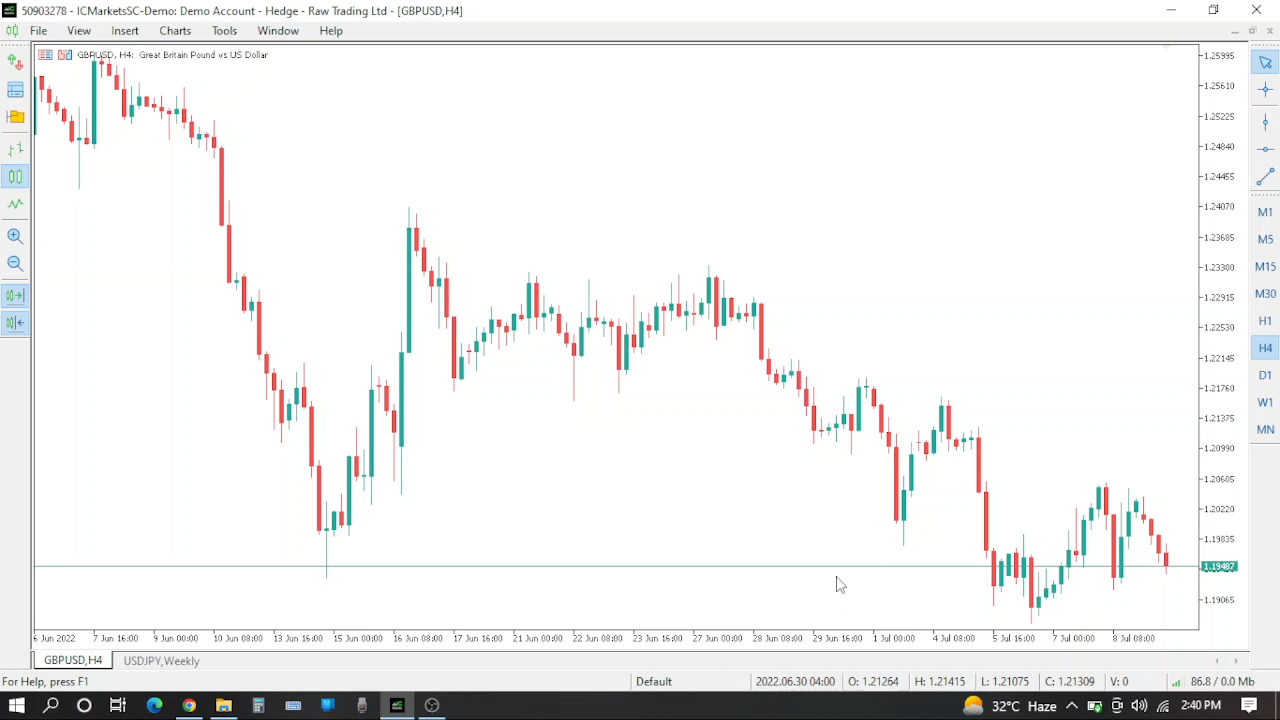 50903278 - ICMarketsSC-Demo: Demo Account - Hedge - Raw Trading Ltd - [GBPUSD,H4]
File View Insert Charts Tools Window Help
GBPUSD, H4: Great Britain Pound vs US Dollar
1.25995
1.25610
1.25225
1.24840
1.24455
1.24070
1.23685
1.23300
1.22915
1.22530
1.22145
1.21760
1.21375
1.20990
1.20605
1.20220
1.19835
1.19487
1.19065
M1
M5
M15
M30
H1
H4
D1
W1
MN
6 Jun 2022 7 Jun 16:00 9 Jun 00:00 10 Jun 08:00 13 Jun 16:00 15 Jun 00:00 16 Jun 08:00 17 Jun 16:00 21 Jun 00:00 22 Jun 08:00 23 Jun 16:00 27 Jun 00:00 28 Jun 08:00 29 Jun 16:00 1 Jul 00:00 4 Jul 08:00 5 Jul 16:00 7 Jul 00:00 8 Jul 08:00
GBPUSD,H4 USDJPY,Weekly
For Help, press F1 Default 2022.06.30 04:00 O: 1.21264 H: 1.21415 L: 1.21075 C: 1.21309 V: 0 86.8 / 0.0 Mb
32°C Haze 2:40 PM